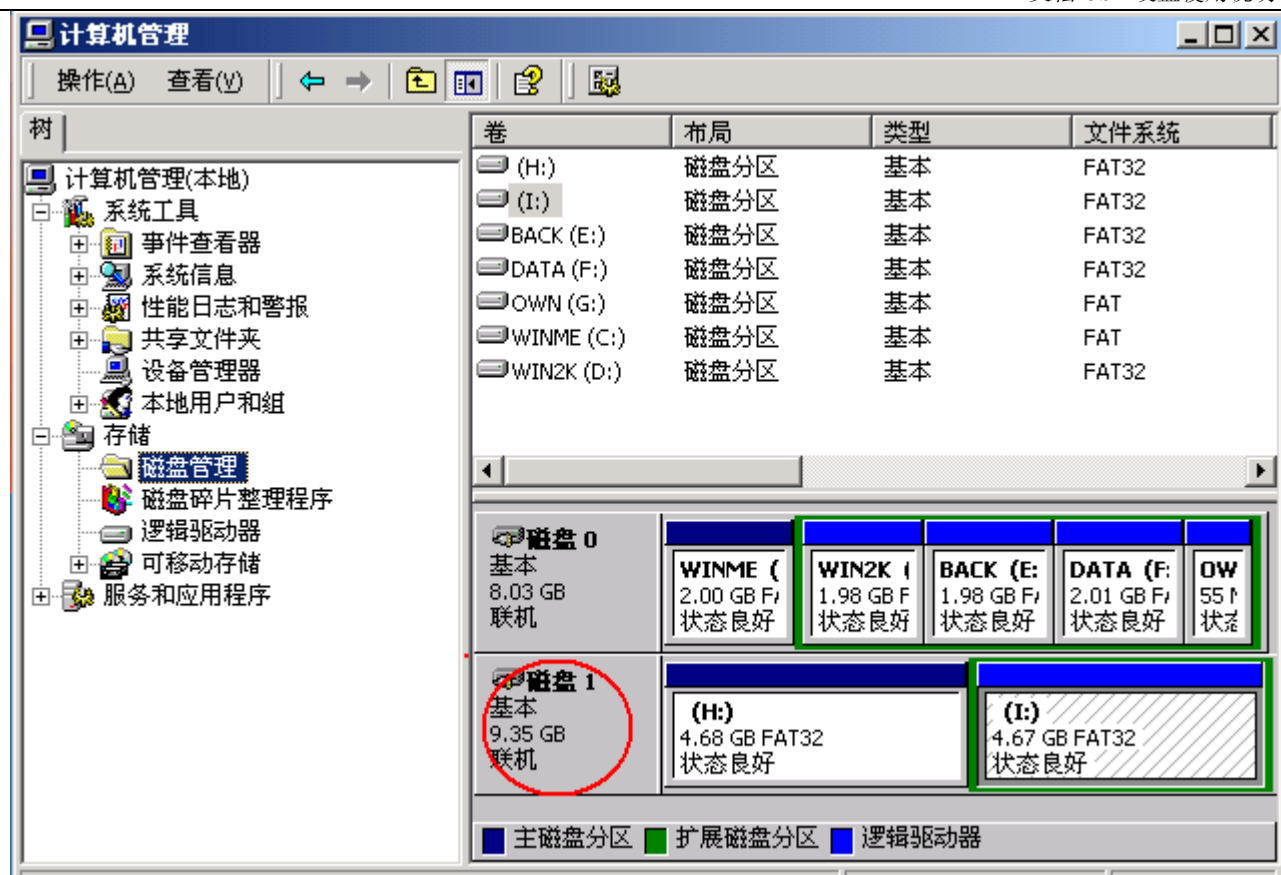 计算机管理
操作(A) 查看(V)
树
计算机管理(本地)
系统工具
事件查看器
系统信息
性能日志和警报
共享文件夹
设备管理器
本地用户和组
存储
磁盘管理
磁盘碎片整理程序
逻辑驱动器
可移动存储
服务和应用程序
卷 布局 类型 文件系统
(H:) 磁盘分区 基本 FAT32
(I:) 磁盘分区 基本 FAT32
BACK (E:) 磁盘分区 基本 FAT32
DATA (F:) 磁盘分区 基本 FAT32
OWN (G:) 磁盘分区 基本 FAT
WINME (C:) 磁盘分区 基本 FAT
WIN2K (D:) 磁盘分区 基本 FAT32
磁盘 0
基本
8.03 GB
联机
WINME (
2.00 GB F
状态良好
WIN2K (
1.98 GB F
状态良好
BACK (E:
1.98 GB F
状态良好
DATA (F:
2.01 GB F
状态良好
OW
55
磁盘 1
基本
9.35 GB
联机
(H:)
4.68 GB FAT32
状态良好
(I:)
4.67 GB FAT32
状态良好
主磁盘分区 扩展磁盘分区 逻辑驱动器